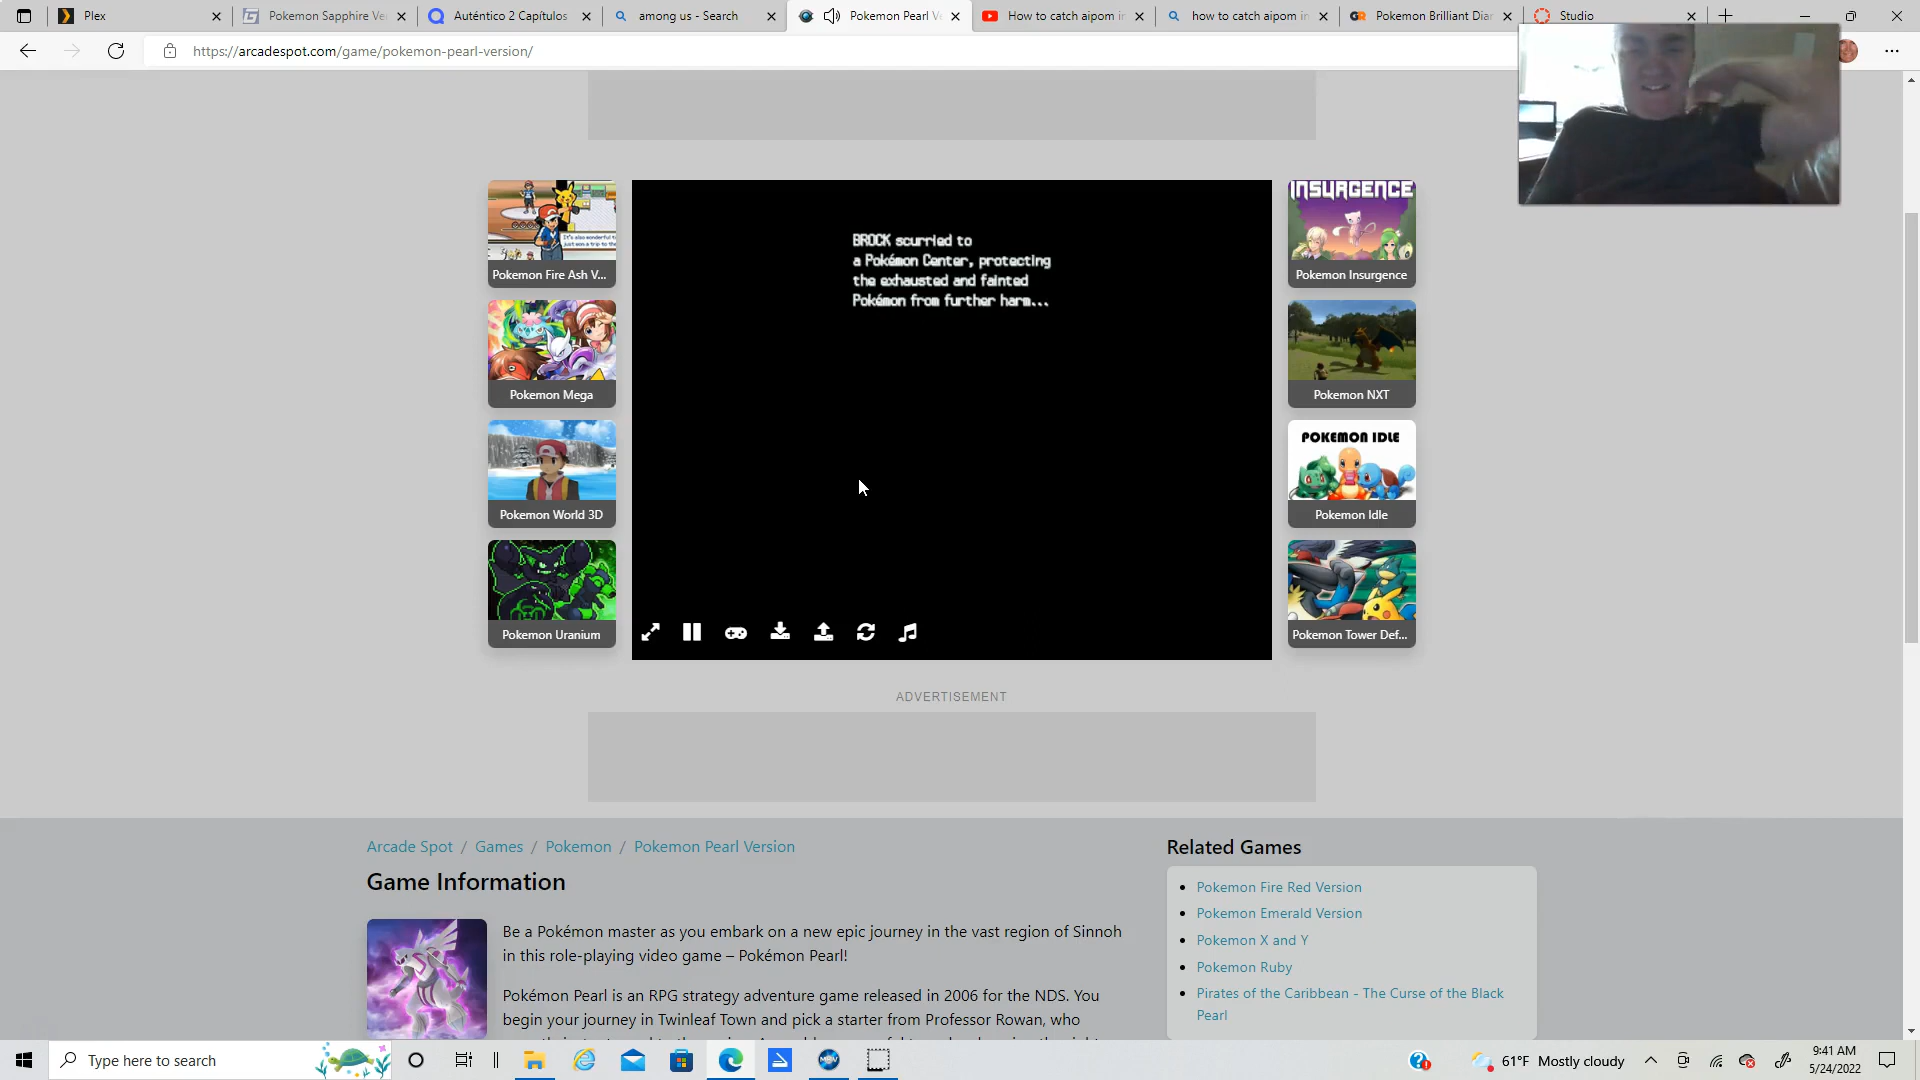 Plex
Pokemon Sapphire Ve
Auténtico 2 Capítulos
among us - Search
Pokemon Pearl V
How to catch aipom i
how to catch aipom i
Pokemon Brilliant Dia
Studio
https://arcadespot.com/game/pokemon-pearl-version/
BROCK scurried to
a Pokémon Center, protecting
the exhausted and fainted
Pokémon from further harm...
Pokemon Fire Ash V...
Pokemon Mega
Pokemon World 3D
Pokemon Uranium
INSURGENCE
Pokemon Insurgence
Pokemon NXT
POKEMON IDLE
Pokemon Idle
Pokemon Tower Def...
ADVERTISEMENT
Arcade Spot / Games / Pokemon / Pokemon Pearl Version
Game Information
Be a Pokémon master as you embark on a new epic journey in the vast region of Sinnoh
in this role-playing video game – Pokémon Pearl!
Pokémon Pearl is an RPG strategy adventure game released in 2006 for the NDS. You
begin your journey in Twinleaf Town and pick a starter from Professor Rowan, who
Related Games
Pokemon Fire Red Version
Pokemon Emerald Version
Pokemon X and Y
Pokemon Ruby
Pirates of the Caribbean - The Curse of the Black
Pearl
Type here to search
61°F Mostly cloudy
9:41 AM
5/24/2022